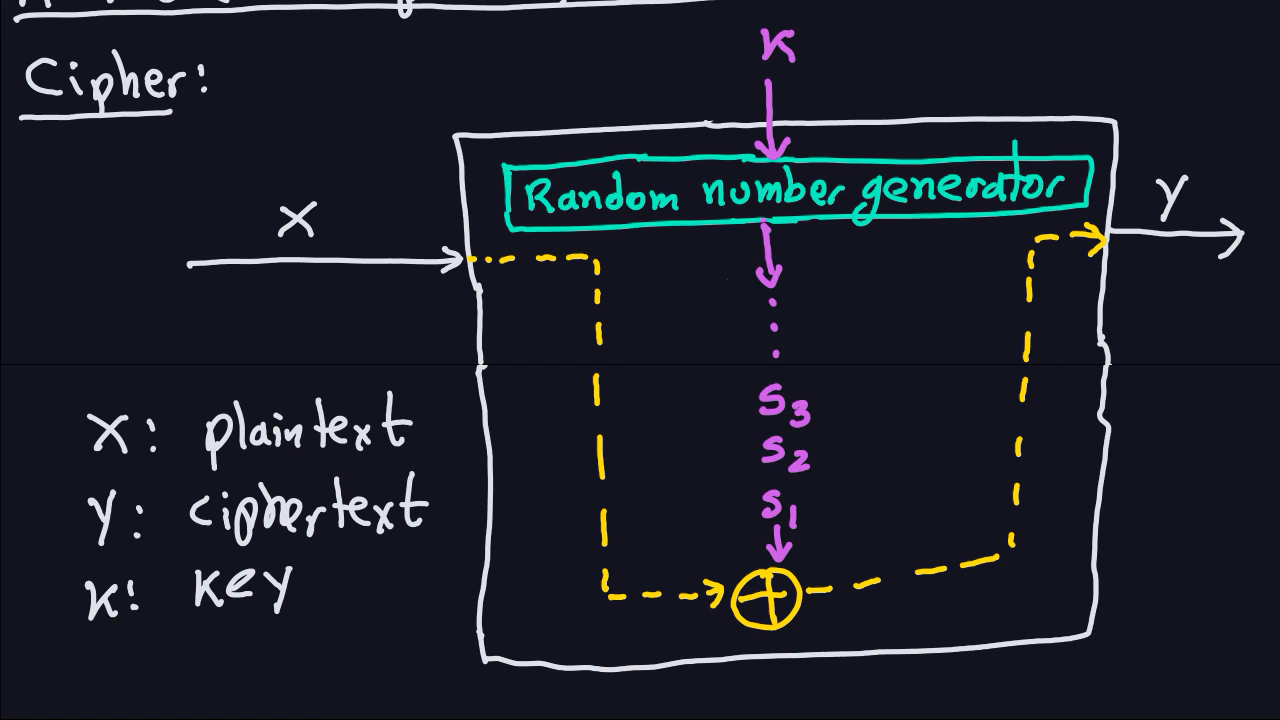 Cipher:
K
Random number generator
X
Y
S3
S2
S1
X: plaintext
Y: ciphertext
K: Key